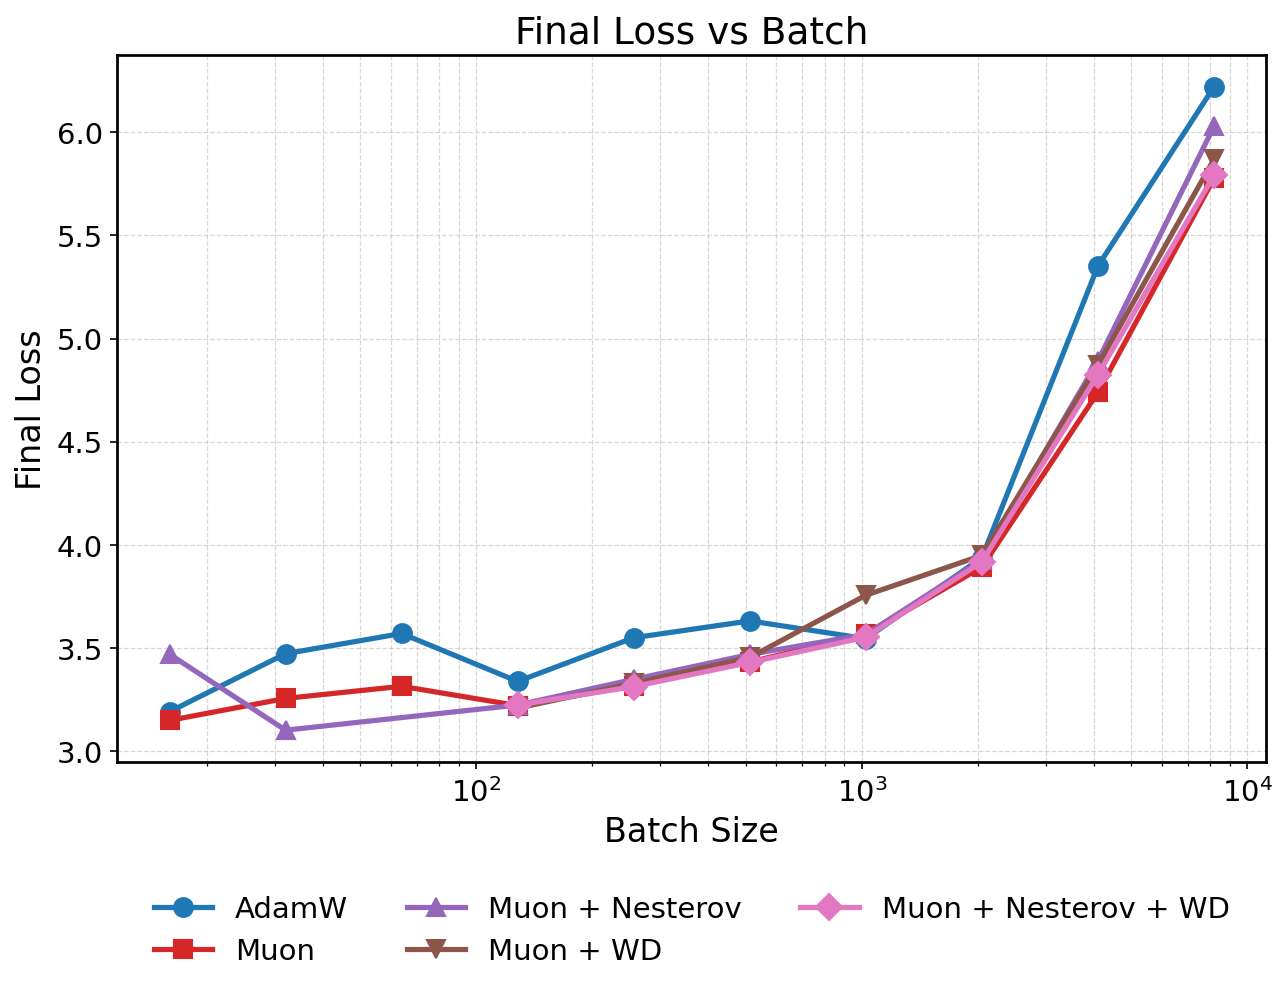 Final Loss vs Batch
Final Loss
6.0
5.5
5.0
4.5
4.0
3.5
3.0
10²
10³
10⁴
Batch Size
AdamW
Muon
Muon + Nesterov
Muon + WD
Muon + Nesterov + WD